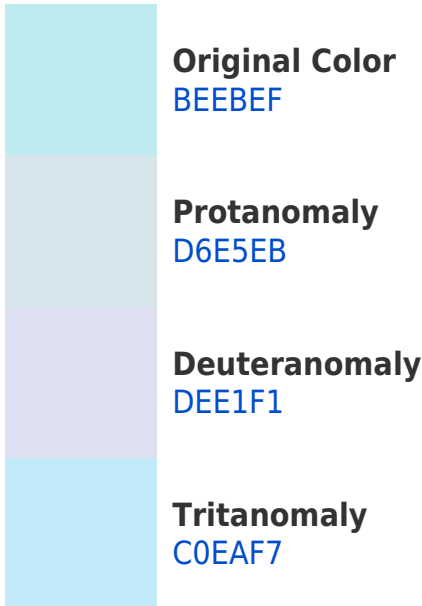 Original Color
BEEBEF
Protanomaly
D6E5EB
Deuteranomaly
DEE1F1
Tritanomaly
C0EAF7